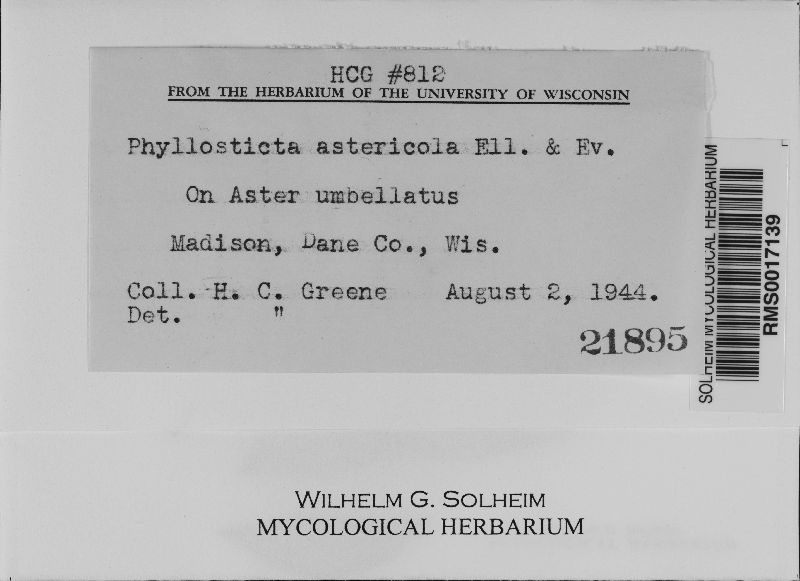 HCG #812
FROM THE HERBARIUM OF THE UNIVERSITY OF WISCONSIN
Phyllosticta astericola Ell. & Ev.
On Aster umbellatus
Madison, Dane Co., Wis.
Coll. H. C. Greene August 2, 1944.
Det. "
21895
SOLHEIM MYCOLOGICAL HERBARIUM
RMS0017139
WILHELM G. SOLHEIM
MYCOLOGICAL HERBARIUM